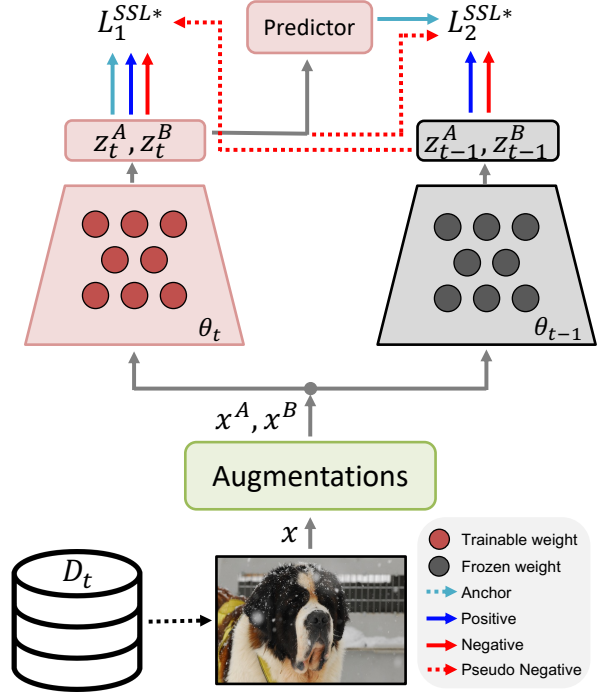 L_1^{SSL*}
Predictor
L_2^{SSL*}
z_t^A, z_t^B
z_{t-1}^A, z_{t-1}^B
θ_t
θ_{t-1}
x^A, x^B
Augmentations
x
D_t
Trainable weight
Frozen weight
Anchor
Positive
Negative
Pseudo Negative